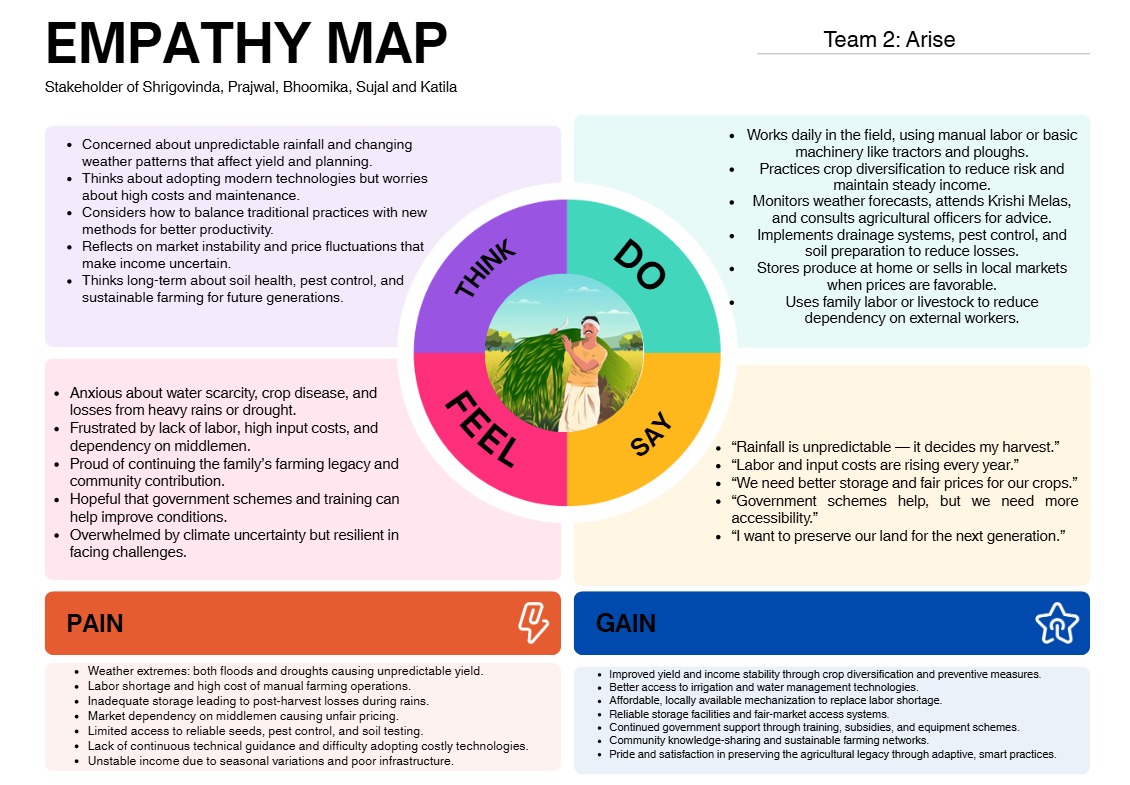 EMPATHY MAP
Team 2: Arise
Stakeholder of Shrigovinda, Prajwal, Bhoomika, Sujal and Katila
• Concerned about unpredictable rainfall and changing
weather patterns that affect yield and planning.
• Thinks about adopting modern technologies but worries
about high costs and maintenance.
• Considers how to balance traditional practices with new
methods for better productivity.
• Reflects on market instability and price fluctuations that
make income uncertain.
• Thinks long-term about soil health, pest control, and
sustainable farming for future generations.
• Works daily in the field, using manual labor or basic
machinery like tractors and ploughs.
• Practices crop diversification to reduce risk and
maintain steady income.
• Monitors weather forecasts, attends Krishi Melas,
and consults agricultural officers for advice.
• Implements drainage systems, pest control, and
soil preparation to reduce losses.
• Stores produce at home or sells in local markets
when prices are favorable.
• Uses family labor or livestock to reduce
dependency on external workers.
THINK
DO
FEEL
SAY
• Anxious about water scarcity, crop disease, and
losses from heavy rains or drought.
• Frustrated by lack of labor, high input costs, and
dependency on middlemen.
• Proud of continuing the family’s farming legacy and
community contribution.
• Hopeful that government schemes and training can
help improve conditions.
• Overwhelmed by climate uncertainty but resilient in
facing challenges.
• “Rainfall is unpredictable — it decides my harvest.”
• “Labor and input costs are rising every year.”
• “We need better storage and fair prices for our crops.”
• “Government schemes help, but we need more
accessibility.”
• “I want to preserve our land for the next generation.”
PAIN
• Weather extremes: both floods and droughts causing unpredictable yield.
• Labor shortage and high cost of manual farming operations.
• Inadequate storage leading to post-harvest losses during rains.
• Market dependency on middlemen causing unfair pricing.
• Limited access to reliable seeds, pest control, and soil testing.
• Lack of continuous technical guidance and difficulty adopting costly technologies.
• Unstable income due to seasonal variations and poor infrastructure.
GAIN
• Improved yield and income stability through crop diversification and preventive measures.
• Better access to irrigation and water management technologies.
• Affordable, locally available mechanization to replace labor shortage.
• Reliable storage facilities and fair-market access systems.
• Continued government support through training, subsidies, and equipment schemes.
• Community knowledge-sharing and sustainable farming networks.
• Pride and satisfaction in preserving the agricultural legacy through adaptive, smart practices.